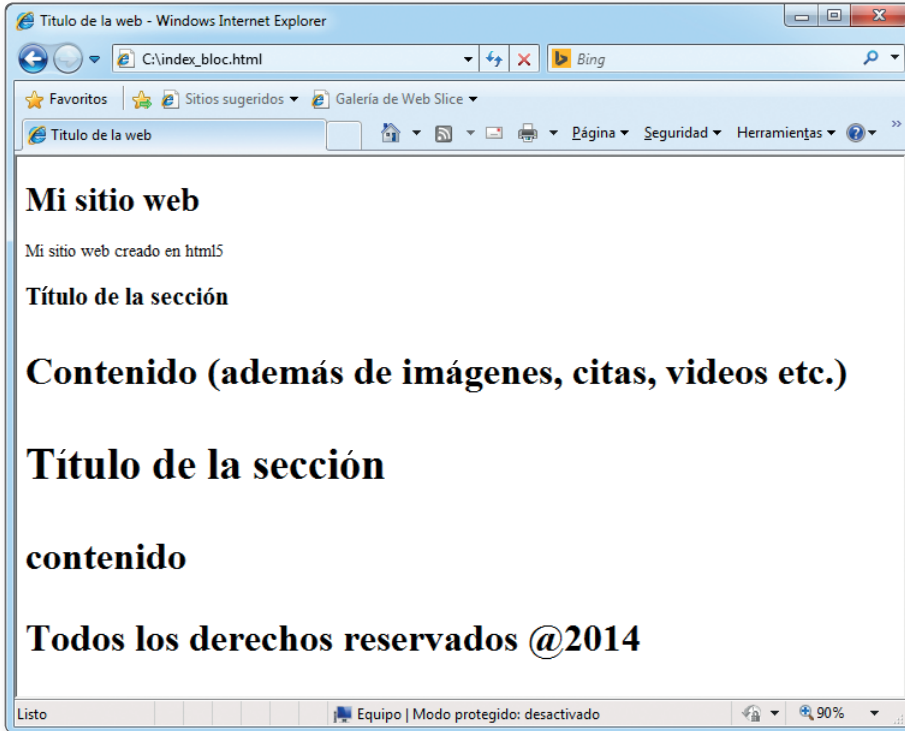 Titulo de la web - Windows Internet Explorer
C:\index_bloc.html
Bing
Favoritos
Sitios sugeridos
Galería de Web Slice
Titulo de la web
Página
Seguridad
Herramientas
Mi sitio web
Mi sitio web creado en html5
Título de la sección
Contenido (además de imágenes, citas, videos etc.)
Título de la sección
contenido
Todos los derechos reservados @2014
Listo
Equipo | Modo protegido: desactivado
90%